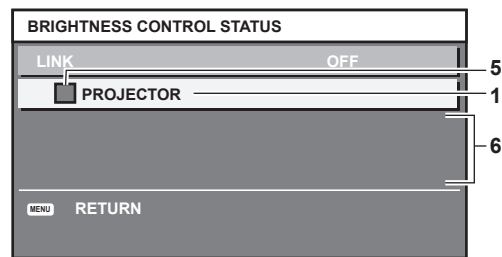 BRIGHTNESS CONTROL STATUS
LINK OFF
5
PROJECTOR 1
6
MENU RETURN